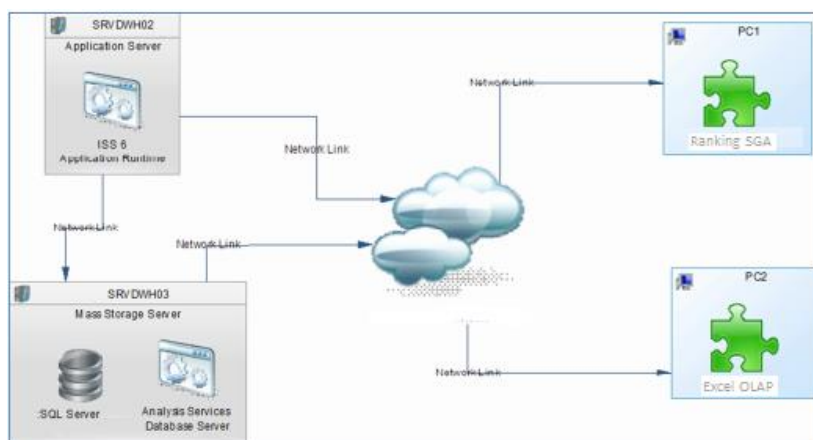 SRVDWH02
Application Server
ISS 6
Application Runtime
Network Link
Network Link
Network Link
SRVDWH03
Mass Storage Server
:SQL Server
Analysis Services
Database Server
Network Link
PC1
Ranking SGA
Network Link
PC2
Excel OLAP